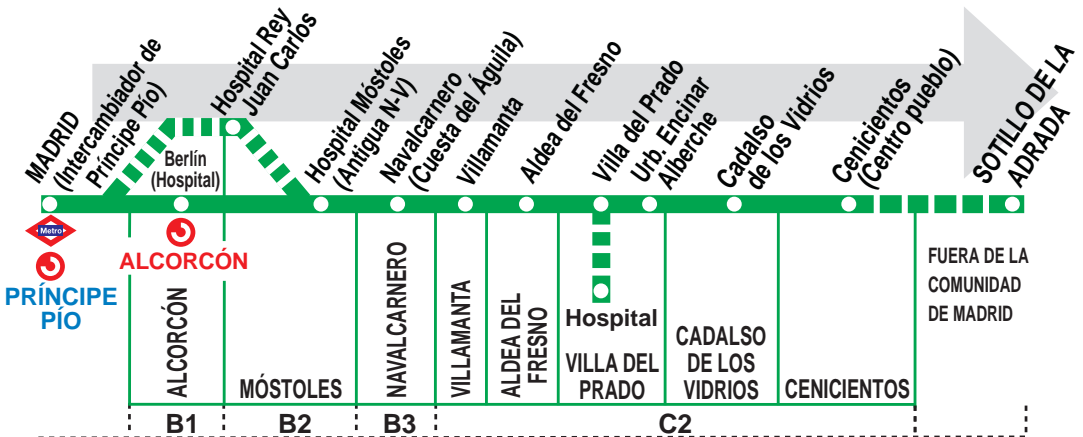 MADRID
(Intercambiador de
Príncipe Pío)
Berlín
(Hospital)
Hospital Rey
Juan Carlos
Hospital Móstoles
(Antigua N-V)
Navalcarnero
(Cuesta del Águila)
Villamanta
Aldea del Fresno
Villa del Prado
Urb. Encinar
Alberche
Cadalso
de los Vidrios
Cenicientos
(Centro pueblo)
SOTILLO DE LA
ADRADA
Metro
PRÍNCIPE
PÍO
ALCORCÓN
Hospital
FUERA DE LA
COMUNIDAD
DE MADRID
ALCORCÓN
MÓSTOLES
NAVALCARNERO
VILLAMANTA
ALDEA DEL
FRESNO
VILLA DEL
PRADO
CADALSO
DE LOS
VIDRIOS
CENICIENTOS
B1
B2
B3
C2